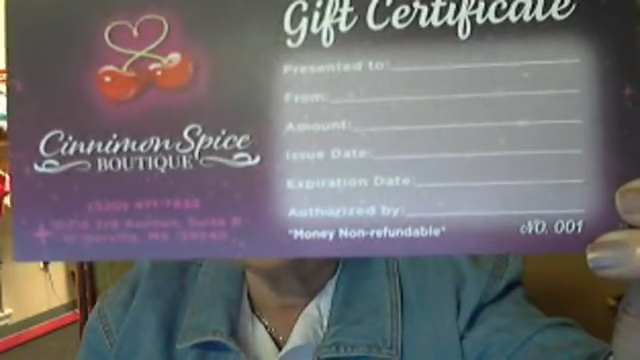 Gift Certificate
Presented to:
From:
Amount:
Issue Date:
Expiration Date:
Authorized by:
*Money Non-refundable*
NO. 001
Cinnimon Spice
BOUTIQUE